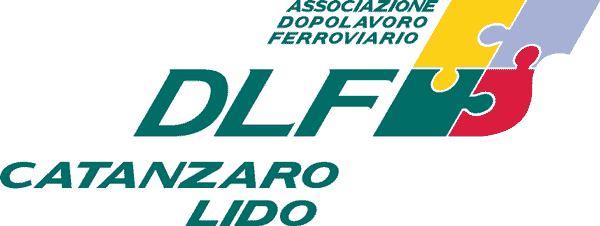 ASSOCIAZIONE
DOPOLAVORO
FERROVIARIO
DLF
CATANZARO
LIDO